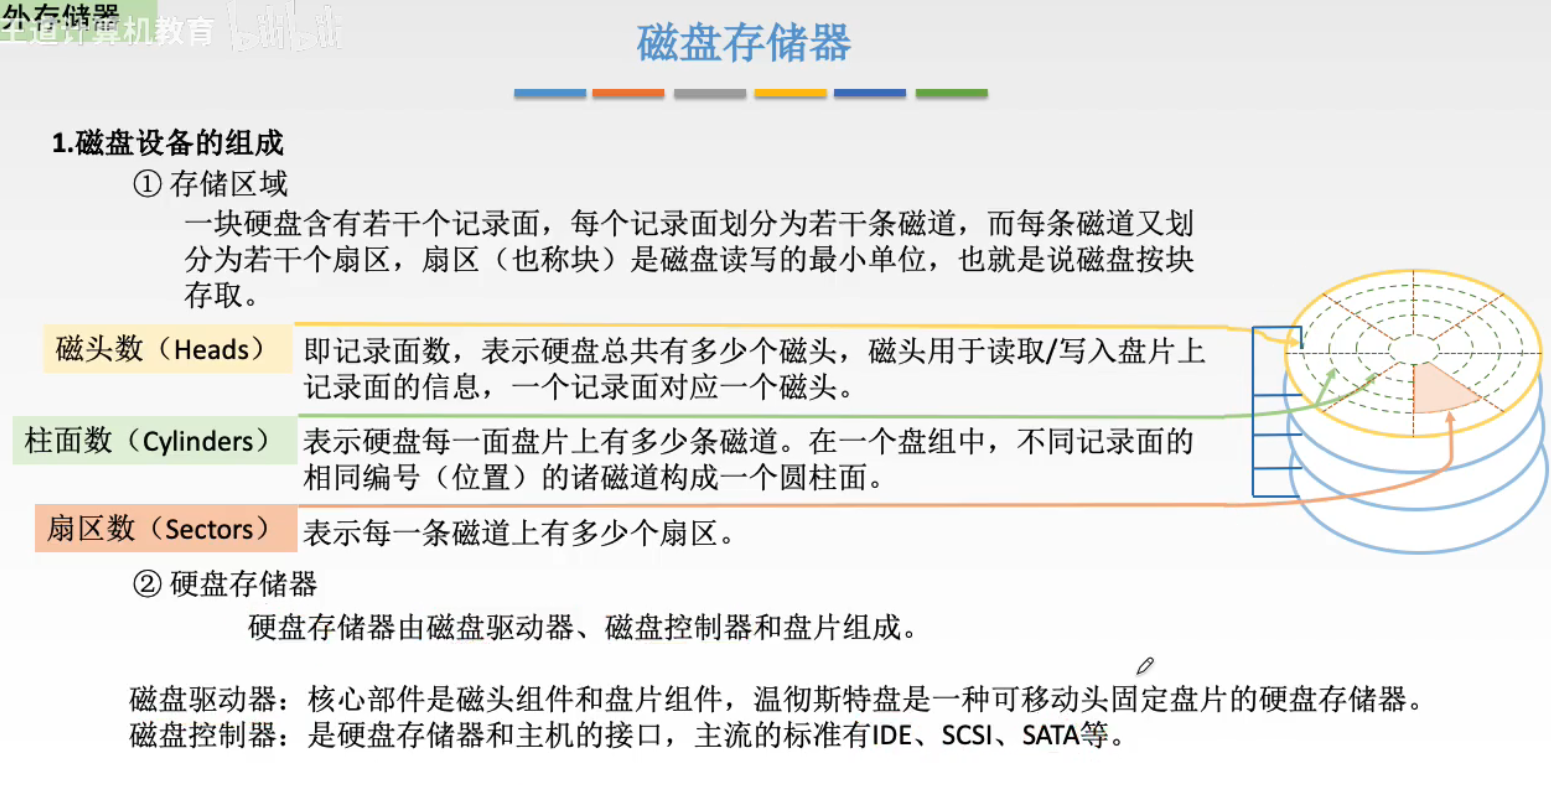 外存储器
王道计算机教育 bilibili
磁盘存储器
1.磁盘设备的组成
① 存储区域
一块硬盘含有若干个记录面，每个记录面划分为若干条磁道，而每条磁道又划
分为若干个扇区，扇区（也称块）是磁盘读写的最小单位，也就是说磁盘按块
存取。
磁头数（Heads）
即记录面数，表示硬盘总共有多少个磁头，磁头用于读取/写入盘片上
记录面的信息，一个记录面对应一个磁头。
柱面数（Cylinders）
表示硬盘每一面盘片上有多少条磁道。在一个盘组中，不同记录面的
相同编号（位置）的诸磁道构成一个圆柱面。
扇区数（Sectors）
表示每一条磁道上有多少个扇区。
② 硬盘存储器
硬盘存储器由磁盘驱动器、磁盘控制器和盘片组成。
磁盘驱动器：核心部件是磁头组件和盘片组件，温彻斯特盘是一种可移动头固定盘片的硬盘存储器。
磁盘控制器：是硬盘存储器和主机的接口，主流的标准有IDE、SCSI、SATA等。